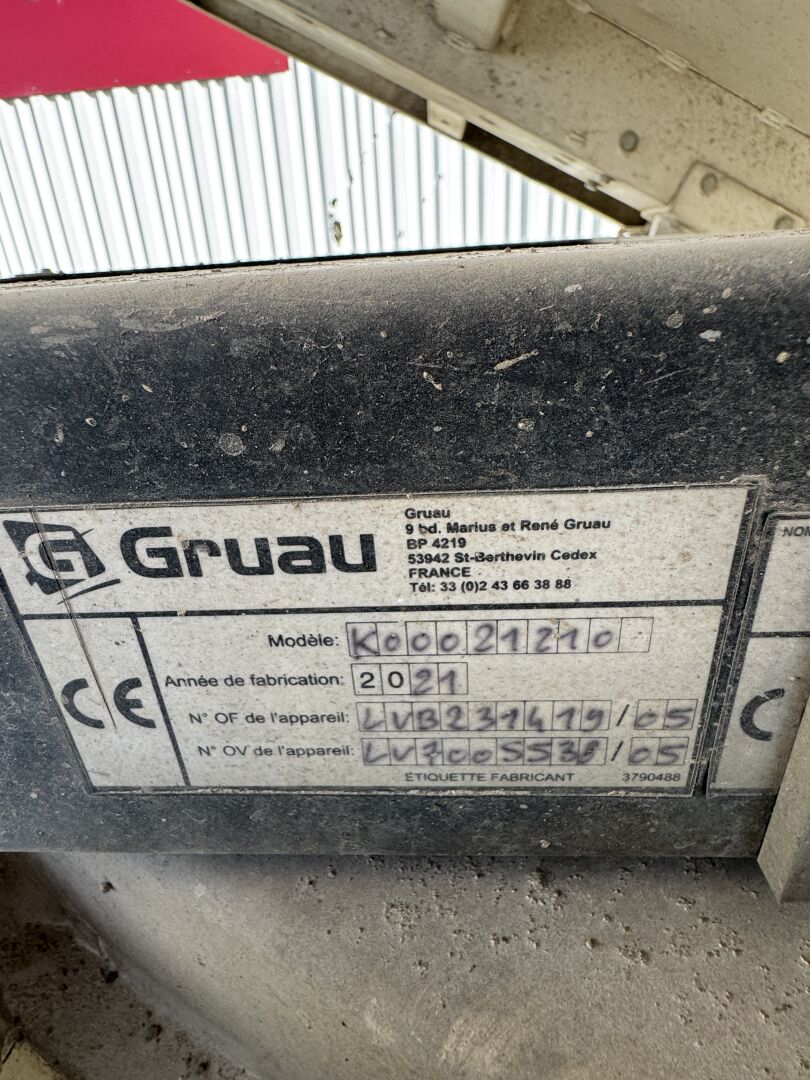 Gruau
Gruau
9 bd. Marius et René Gruau
BP 4219
53942 St-Berthevin Cedex
FRANCE
Tél: 33 (0)2 43 66 38 88
CE
Modèle: K00021210
Année de fabrication: 2021
N° OF de l'appareil: LVB231419/05
N° OV de l'appareil:
ÉTIQUETTE FABRICANT 3790488
NOM